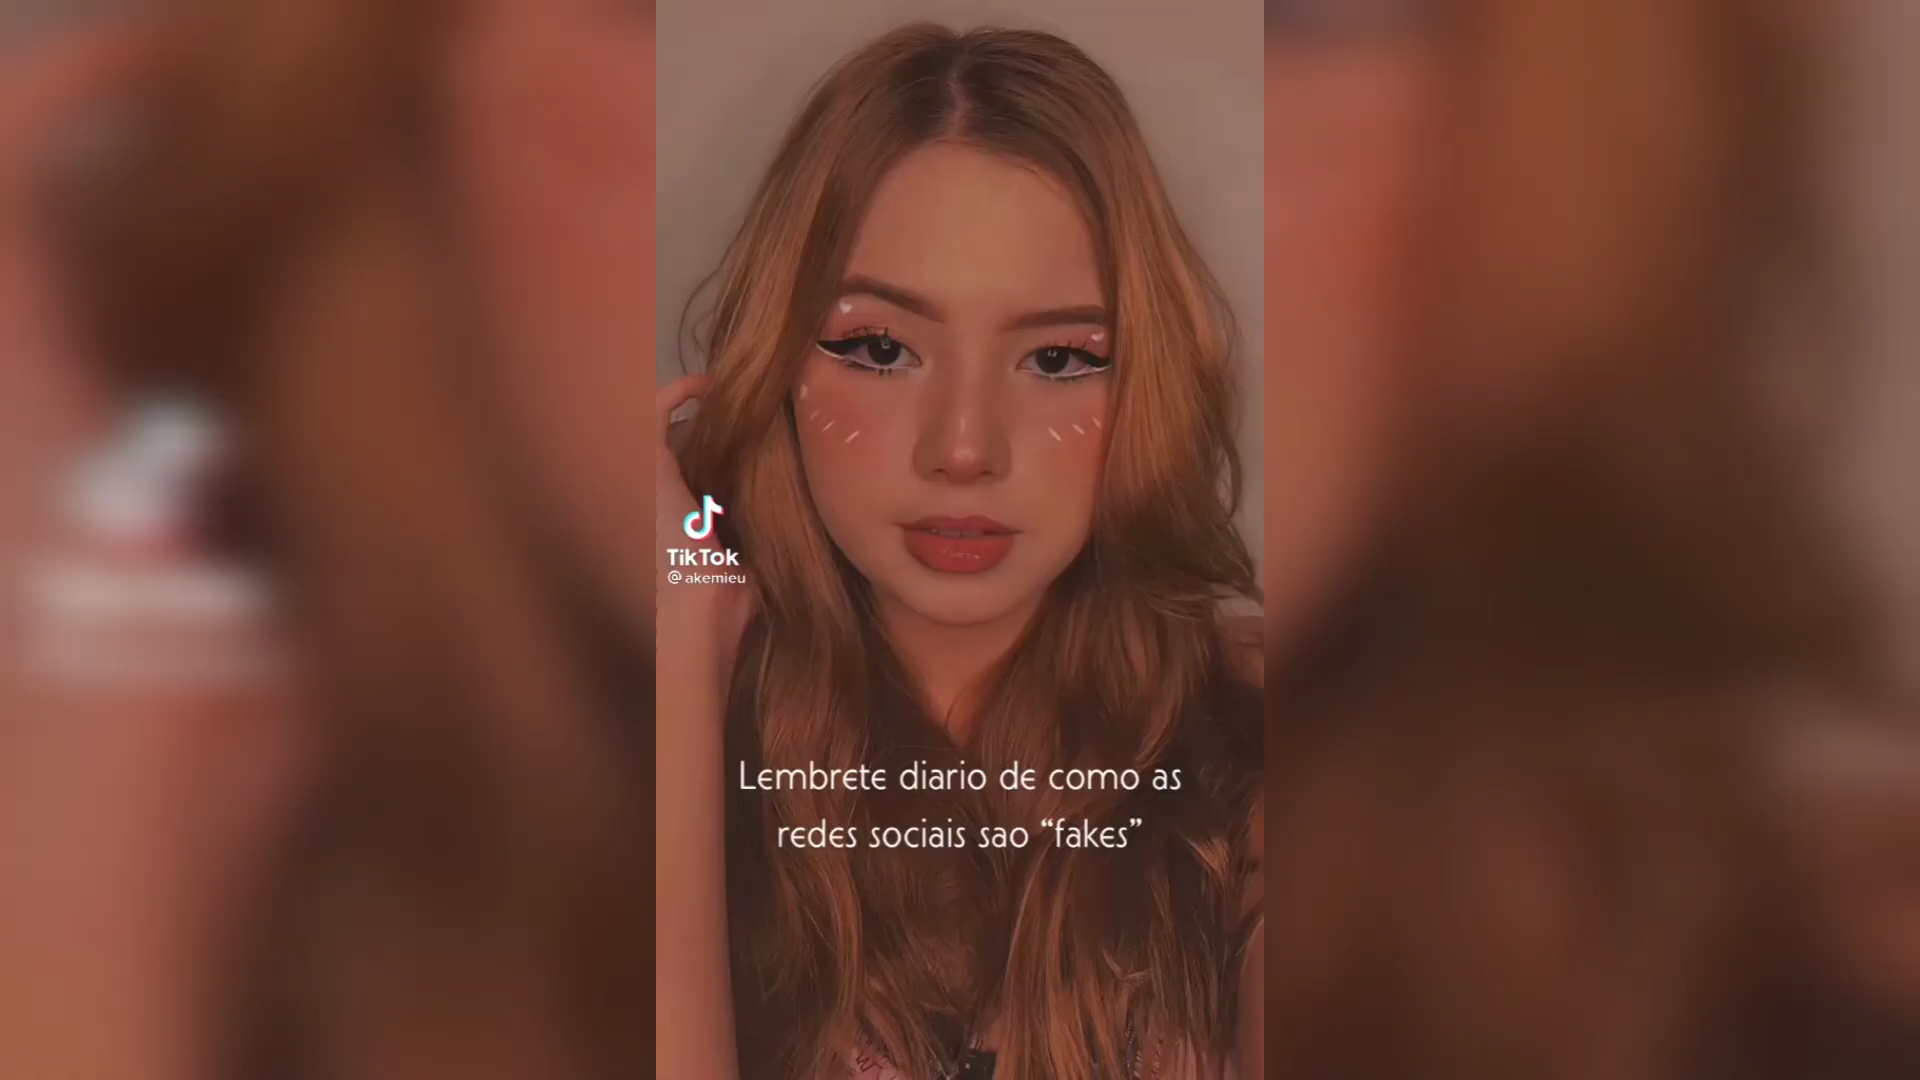 TikTok
@akemieu
Lembrete diario de como as
redes sociais sao “fakes”